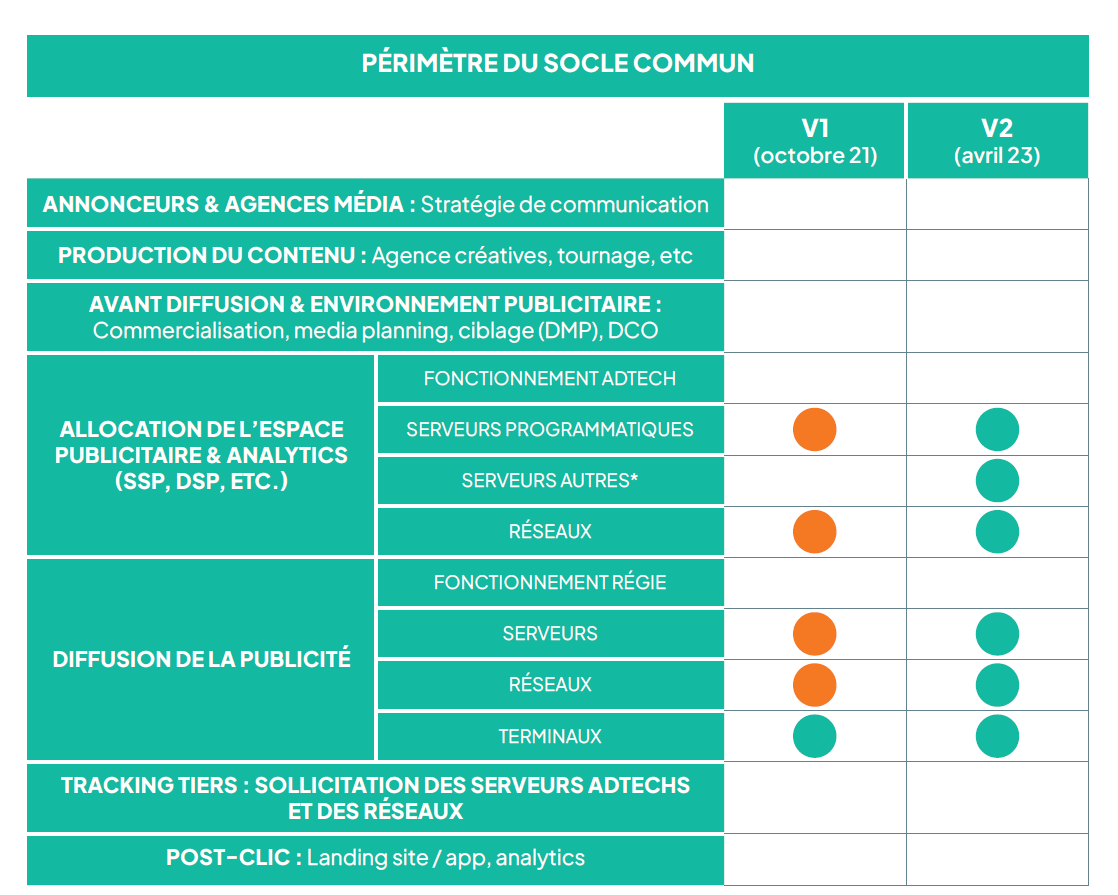 PÉRIMÈTRE DU SOCLE COMMUN
V1
(octobre 21)
V2
(avril 23)
ANNONCEURS & AGENCES MÉDIA : Stratégie de communication
PRODUCTION DU CONTENU : Agence créatives, tournage, etc
AVANT DIFFUSION & ENVIRONNEMENT PUBLICITAIRE :
Commercialisation, media planning, ciblage (DMP), DCO
ALLOCATION DE L'ESPACE
PUBLICITAIRE & ANALYTICS
(SSP, DSP, ETC.)
FONCTIONNEMENT ADTECH
SERVEURS PROGRAMMATIQUES
SERVEURS AUTRES*
RÉSEAUX
DIFFUSION DE LA PUBLICITÉ
FONCTIONNEMENT RÉGIE
SERVEURS
RÉSEAUX
TERMINAUX
TRACKING TIERS : SOLLICITATION DES SERVEURS ADTECHS
ET DES RÉSEAUX
POST-CLIC : Landing site / app, analytics